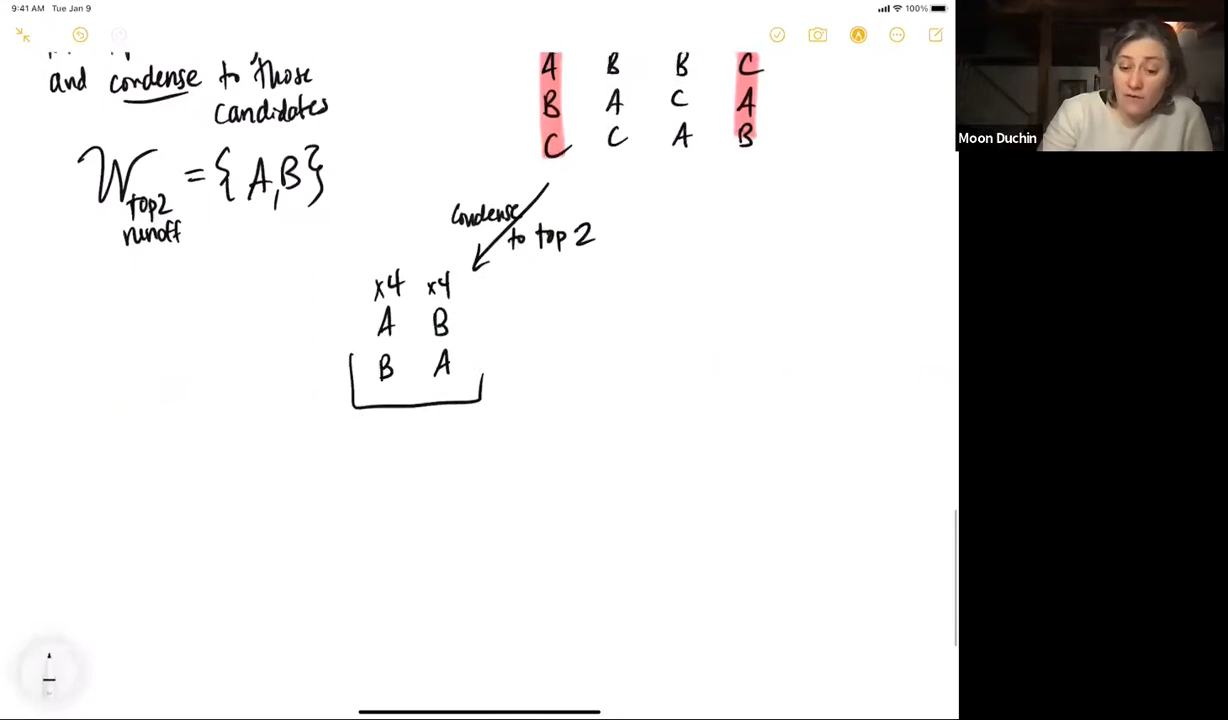 9:41 AM Tue Jan 9
100%
and condense to those
candidates
W top2 runoff = {A,B}
A B B C
B A C A
C C A B
condense
to top 2
x4 x4
A B
B A
Moon Duchin